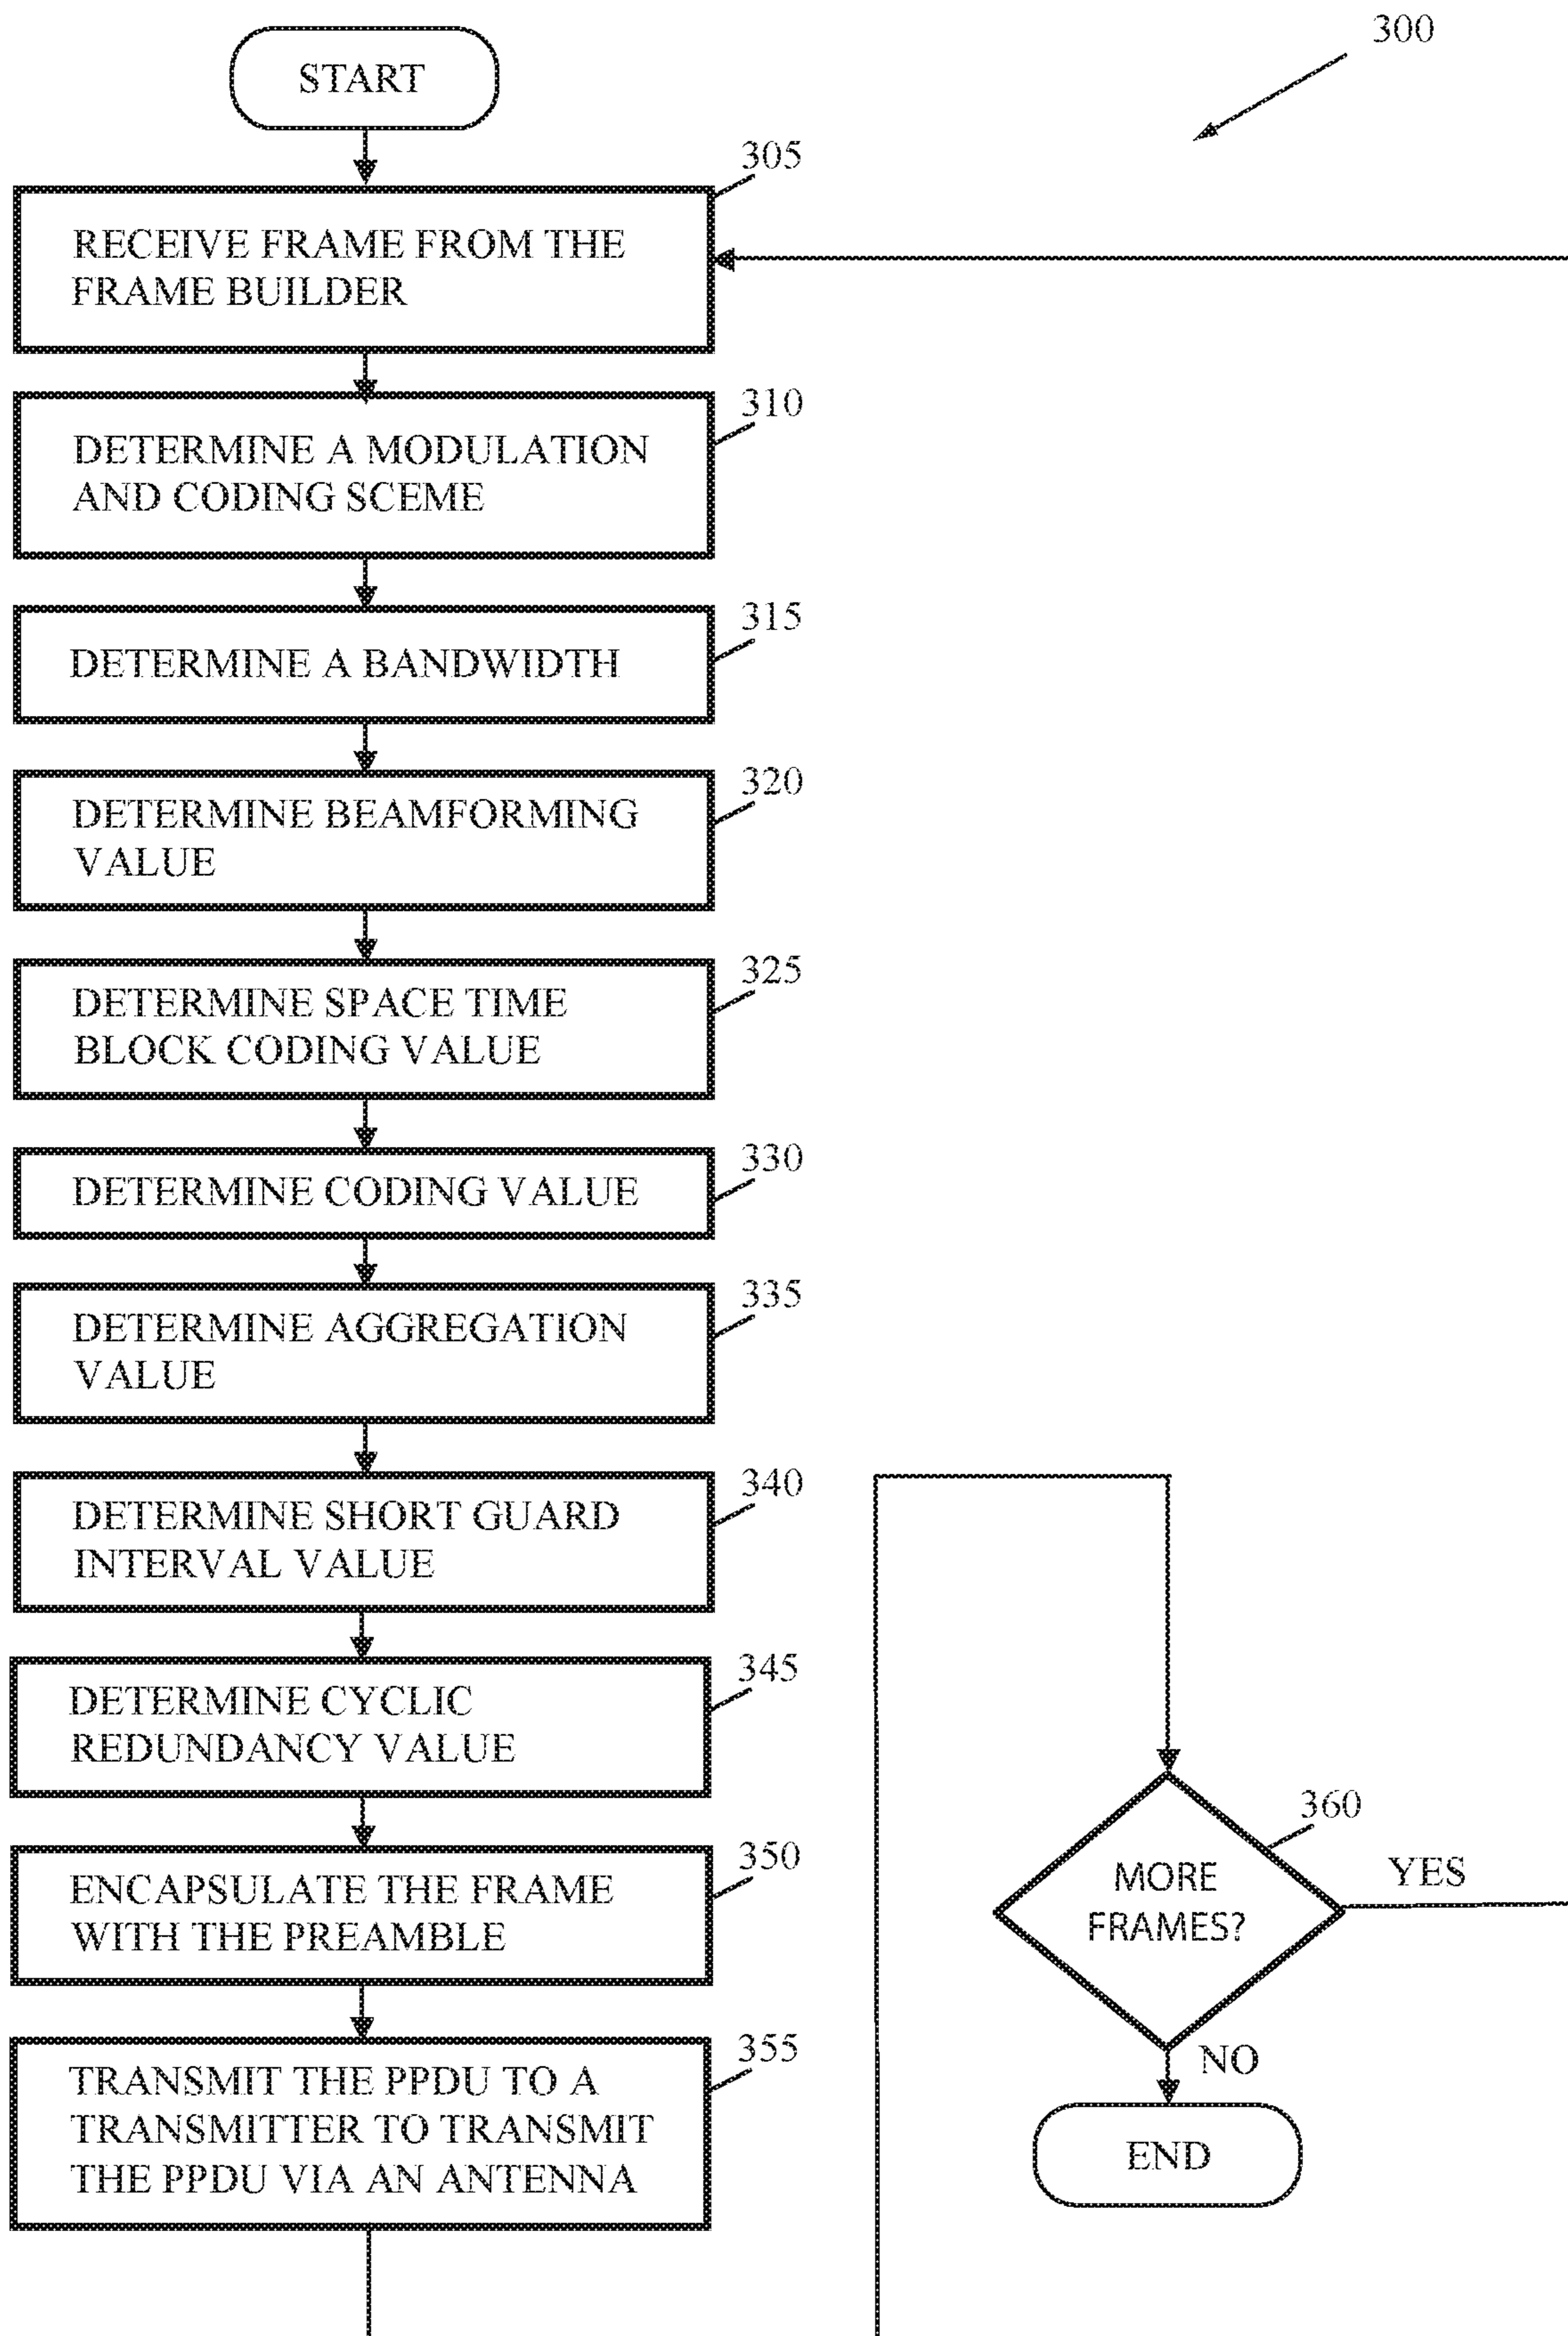 300
START
305
RECEIVE FRAME FROM THE
FRAME BUILDER
310
DETERMINE A MODULATION
AND CODING SCEME
315
DETERMINE A BANDWIDTH
320
DETERMINE BEAMFORMING
VALUE
325
DETERMINE SPACE TIME
BLOCK CODING VALUE
330
DETERMINE CODING VALUE
335
DETERMINE AGGREGATION
VALUE
340
DETERMINE SHORT GUARD
INTERVAL VALUE
345
DETERMINE CYCLIC
REDUNDANCY VALUE
350
ENCAPSULATE THE FRAME
WITH THE PREAMBLE
355
TRANSMIT THE PPDU TO A
TRANSMITTER TO TRANSMIT
THE PPDU VIA AN ANTENNA
360
MORE
FRAMES?
YES
NO
END